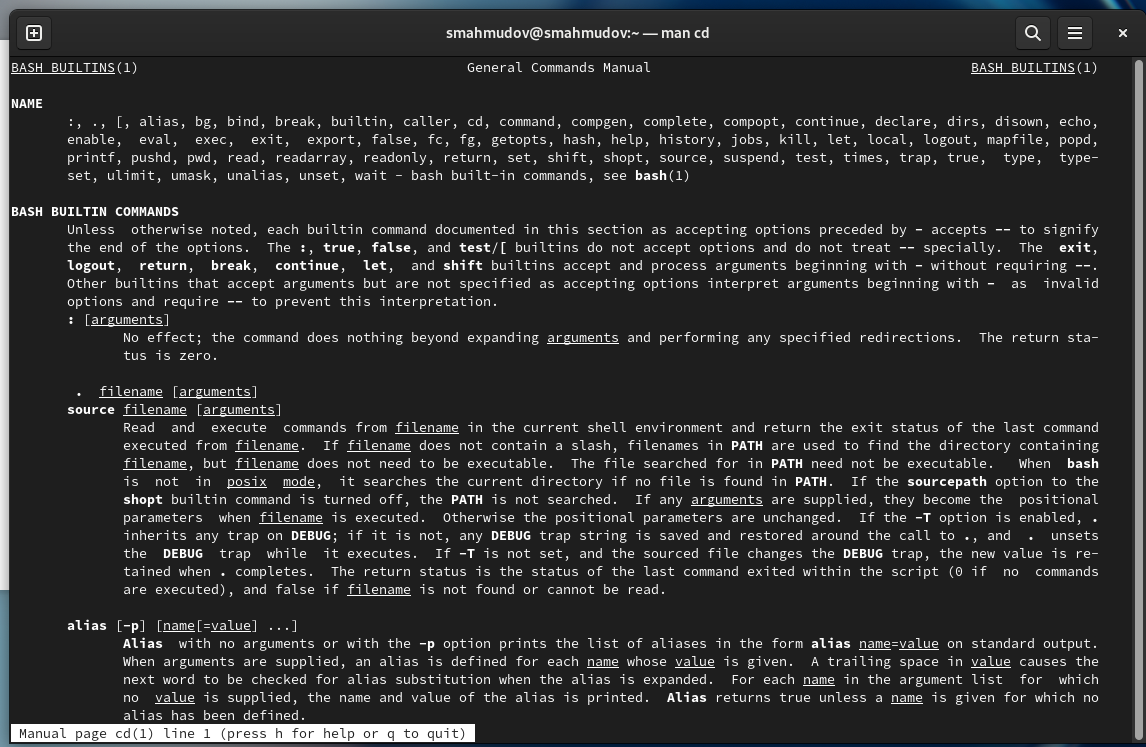 smahmudov@smahmudov:~ — man cd
BASH BUILTINS(1) General Commands Manual BASH BUILTINS(1)
NAME
:, ., [, alias, bg, bind, break, builtin, caller, cd, command, compgen, complete, compopt, continue, declare, dirs, disown, echo,
enable, eval, exec, exit, export, false, fc, fg, getopts, hash, help, history, jobs, kill, let, local, logout, mapfile, popd,
printf, pushd, pwd, read, readarray, readonly, return, set, shift, shopt, source, suspend, test, times, trap, true, type, type-
set, ulimit, umask, unalias, unset, wait - bash built-in commands, see bash(1)
BASH BUILTIN COMMANDS
Unless otherwise noted, each builtin command documented in this section as accepting options preceded by - accepts -- to signify
the end of the options. The :, true, false, and test/[ builtins do not accept options and do not treat -- specially. The exit,
logout, return, break, continue, let, and shift builtins accept and process arguments beginning with - without requiring --.
Other builtins that accept arguments but are not specified as accepting options interpret arguments beginning with - as invalid
options and require -- to prevent this interpretation.
: [arguments]
No effect; the command does nothing beyond expanding arguments and performing any specified redirections. The return sta-
tus is zero.
. filename [arguments]
source filename [arguments]
Read and execute commands from filename in the current shell environment and return the exit status of the last command
executed from filename. If filename does not contain a slash, filenames in PATH are used to find the directory containing
filename, but filename does not need to be executable. The file searched for in PATH need not be executable. When bash
is not in posix mode, it searches the current directory if no file is found in PATH. If the sourcepath option to the
shopt builtin command is turned off, the PATH is not searched. If any arguments are supplied, they become the positional
parameters when filename is executed. Otherwise the positional parameters are unchanged. If the -T option is enabled, .
inherits any trap on DEBUG; if it is not, any DEBUG trap string is saved and restored around the call to ., and . unsets
the DEBUG trap while it executes. If -T is not set, and the sourced file changes the DEBUG trap, the new value is re-
tained when . completes. The return status is the status of the last command exited within the script (0 if no commands
are executed), and false if filename is not found or cannot be read.
alias [-p] [name[=value] ...]
Alias with no arguments or with the -p option prints the list of aliases in the form alias name=value on standard output.
When arguments are supplied, an alias is defined for each name whose value is given. A trailing space in value causes the
next word to be checked for alias substitution when the alias is expanded. For each name in the argument list for which
no value is supplied, the name and value of the alias is printed. Alias returns true unless a name is given for which no
alias has been defined.
Manual page cd(1) line 1 (press h for help or q to quit)